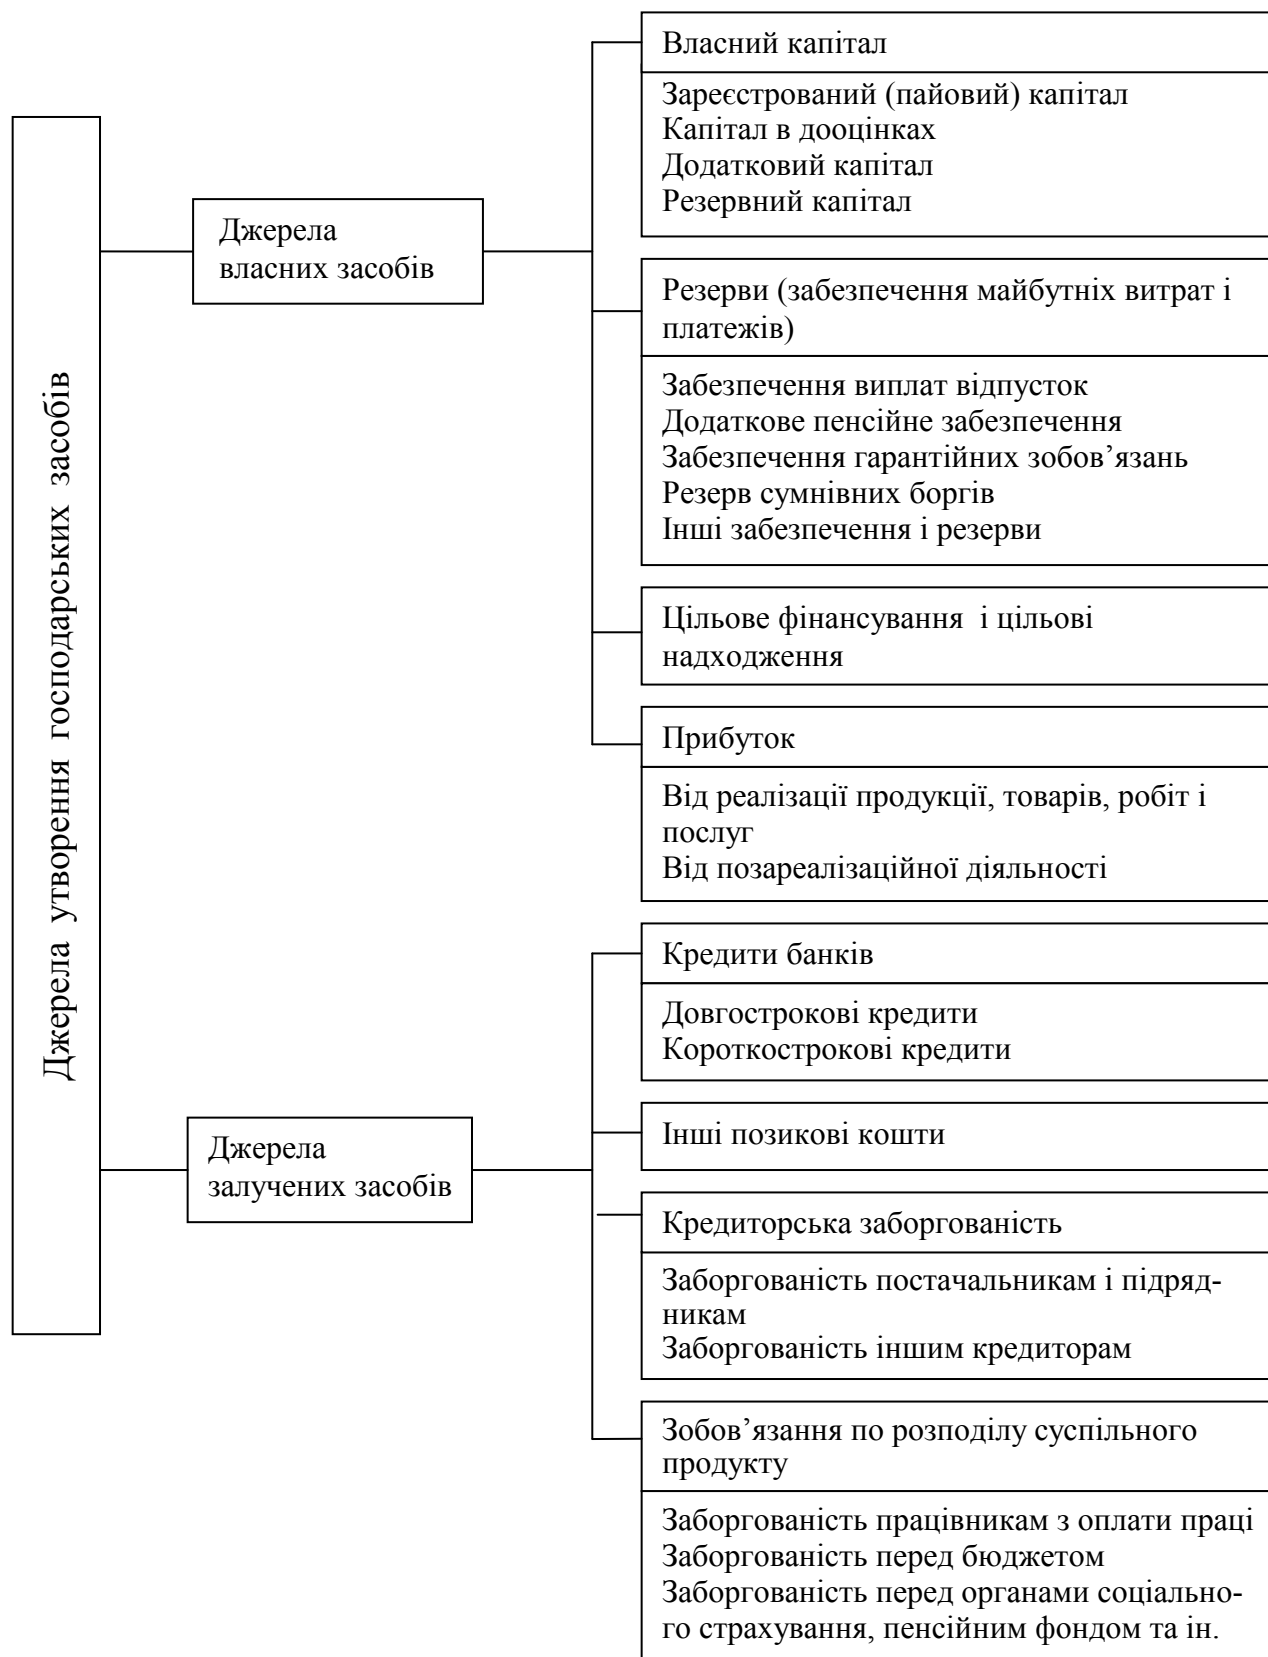 Джерела утворення господарських засобів
Джерела
власних засобів
Власний капітал
Зареєстрований (пайовий) капітал
Капітал в дооцінках
Додатковий капітал
Резервний капітал
Резерви (забезпечення майбутніх витрат і
платежів)
Забезпечення виплат відпусток
Додаткове пенсійне забезпечення
Забезпечення гарантійних зобов’язань
Резерв сумнівних боргів
Інші забезпечення і резерви
Цільове фінансування і цільові
надходження
Прибуток
Від реалізації продукції, товарів, робіт і
послуг
Від позареалізаційної діяльності
Джерела
залучених засобів
Кредити банків
Довгострокові кредити
Короткострокові кредити
Інші позикові кошти
Кредиторська заборгованість
Заборгованість постачальникам і підряд-
никам
Заборгованість іншим кредиторам
Зобов’язання по розподілу суспільного
продукту
Заборгованість працівникам з оплати праці
Заборгованість перед бюджетом
Заборгованість перед органами соціально-
го страхування, пенсійним фондом та ін.